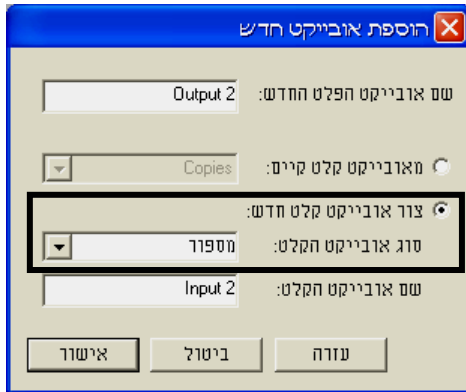 הוספת אובייקט חדש
שם אובייקט הפלט החדש: Output 2
מאובייקט קלט קיים: Copies
צור אובייקט קלט חדש:
סוג אובייקט הקלט: מספור
שם אובייקט הקלט: Input 2
עזרה ביטול אישור